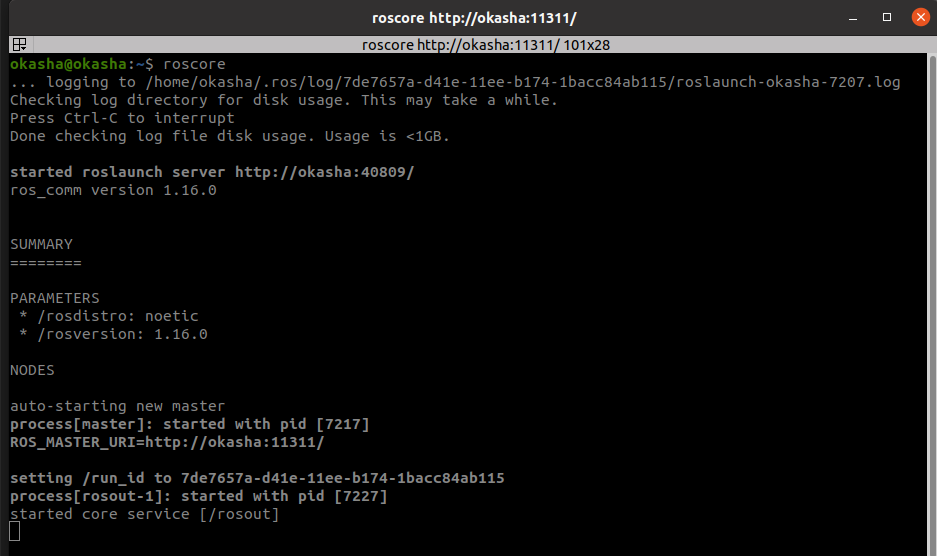 roscore http://okasha:11311/
roscore http://okasha:11311/ 101x28
okasha@okasha:~$ roscore
... logging to /home/okasha/.ros/log/7de7657a-d41e-11ee-b174-1bacc84ab115/roslaunch-okasha-7207.log
Checking log directory for disk usage. This may take a while.
Press Ctrl-C to interrupt
Done checking log file disk usage. Usage is <1GB.
started roslaunch server http://okasha:40809/
ros_comm version 1.16.0
SUMMARY
========
PARAMETERS
 * /rosdistro: noetic
 * /rosversion: 1.16.0
NODES
auto-starting new master
process[master]: started with pid [7217]
ROS_MASTER_URI=http://okasha:11311/
setting /run_id to 7de7657a-d41e-11ee-b174-1bacc84ab115
process[rosout-1]: started with pid [7227]
started core service [/rosout]